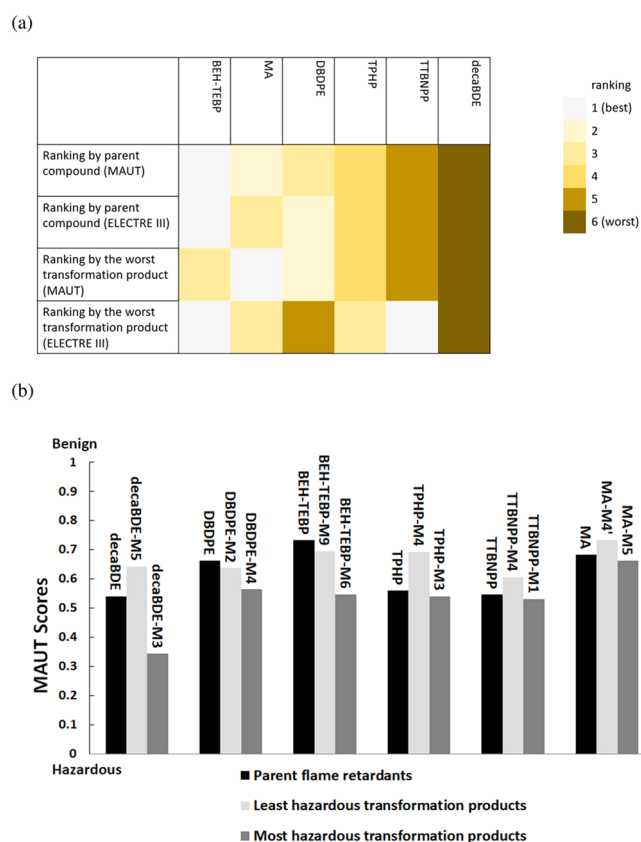 (a)
BEH-TEBP
MA
DBDPE
TPHP
TTBNPP
decaBDE
Ranking by parent
compound (MAUT)
Ranking by parent
compound (ELECTRE III)
Ranking by the worst
transformation product
(MAUT)
Ranking by the worst
transformation product
(ELECTRE III)
ranking
1 (best)
2
3
4
5
6 (worst)
(b)
Benign
1
0.9
0.8
0.7
0.6
0.5
0.4
0.3
0.2
0.1
0
Hazardous
MAUT Scores
decaBDE
decaBDE-M5
decaBDE-M3
DBDPE
DBDPE-M2
DBDPE-M4
BEH-TEBP
BEH-TEBP-M9
BEH-TEBP-M6
TPHP
TPHP-M4
TPHP-M3
TTBNPP
TTBNPP-M4
TTBNPP-M1
MA
MA-M4'
MA-M5
Parent flame retardants
Least hazardous transformation products
Most hazardous transformation products